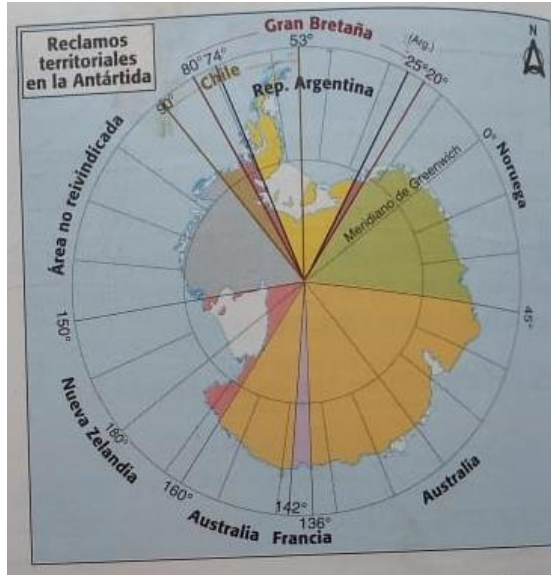 Reclamos
territoriales
en la Antártida
Gran Bretaña
(Arg.)
N
53°
80° 74°
25° 20°
Chile
90°
Rep. Argentina
0° Noruega
Meridiano de Greenwich
Área no reivindicada
45°
150°
Nueva Zelandia
180°
160°
Australia
142°
136°
Australia Francia